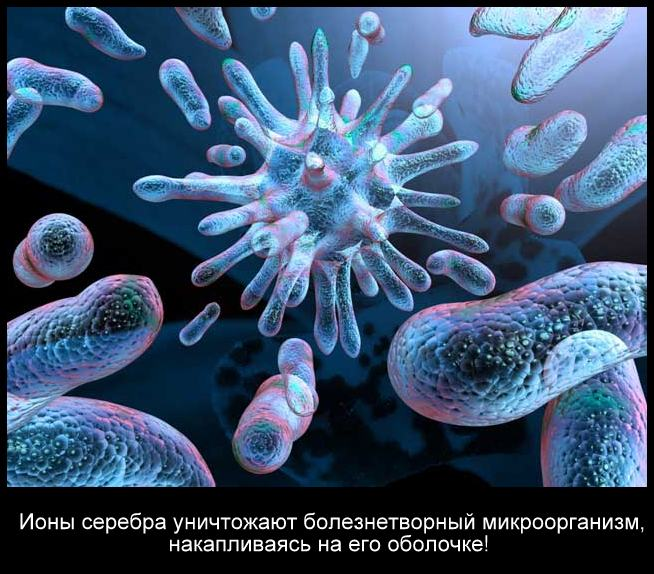 Ионы серебра уничтожают болезнетворный микроорганизм,
накапливаясь на его оболочке!